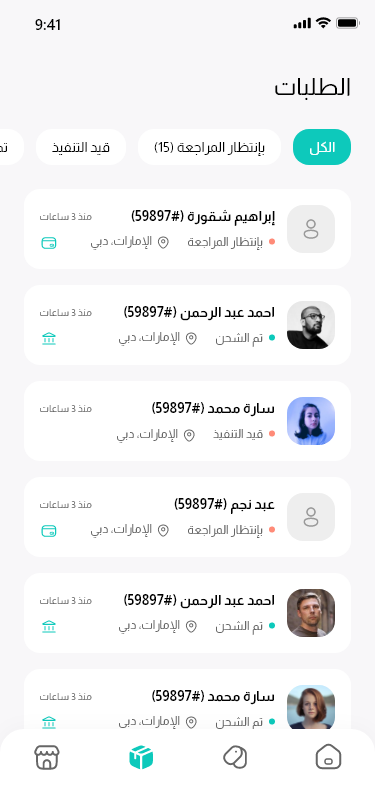 9:41
الطلبات
الكل
بإنتظار المراجعة (15)
قيد التنفيذ
إبراهيم شقورة (#59897)
منذ 3 ساعات
بإنتظار المراجعة
الإمارات، دبي
احمد عبد الرحمن (#59897)
منذ 3 ساعات
تم الشحن
الإمارات، دبي
سارة محمد (#59897)
منذ 3 ساعات
قيد التنفيذ
الإمارات، دبي
عبد نجم (#59897)
منذ 3 ساعات
بإنتظار المراجعة
الإمارات، دبي
احمد عبد الرحمن (#59897)
منذ 3 ساعات
تم الشحن
الإمارات، دبي
سارة محمد (#59897)
منذ 3 ساعات
تم الشحن
الإمارات، دبي